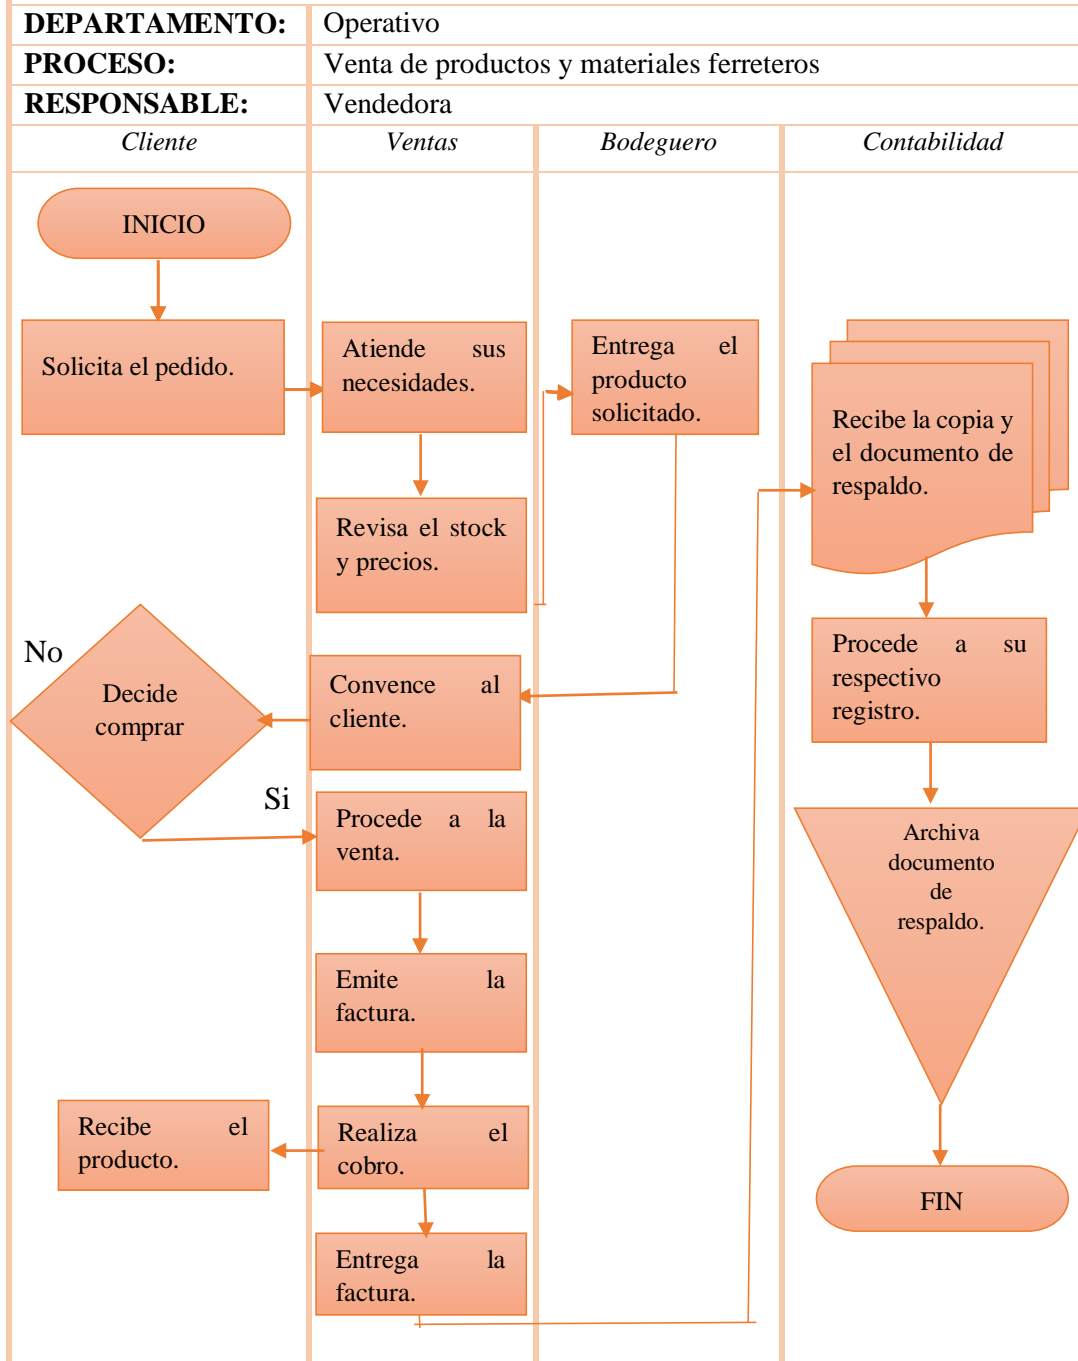 DEPARTAMENTO: Operativo
PROCESO: Venta de productos y materiales ferreteros
RESPONSABLE: Vendedora
Cliente Ventas Bodeguero Contabilidad
INICIO
Solicita el pedido.
Atiende sus
necesidades.
Entrega el
producto
solicitado.
Recibe la copia y
el documento de
respaldo.
Revisa el stock
y precios.
No
Decide
comprar
Convence al
cliente.
Procede a su
respectivo
registro.
Si
Procede a la
venta.
Archiva
documento
de
respaldo.
Emite la
factura.
Recibe el
producto.
Realiza el
cobro.
FIN
Entrega la
factura.